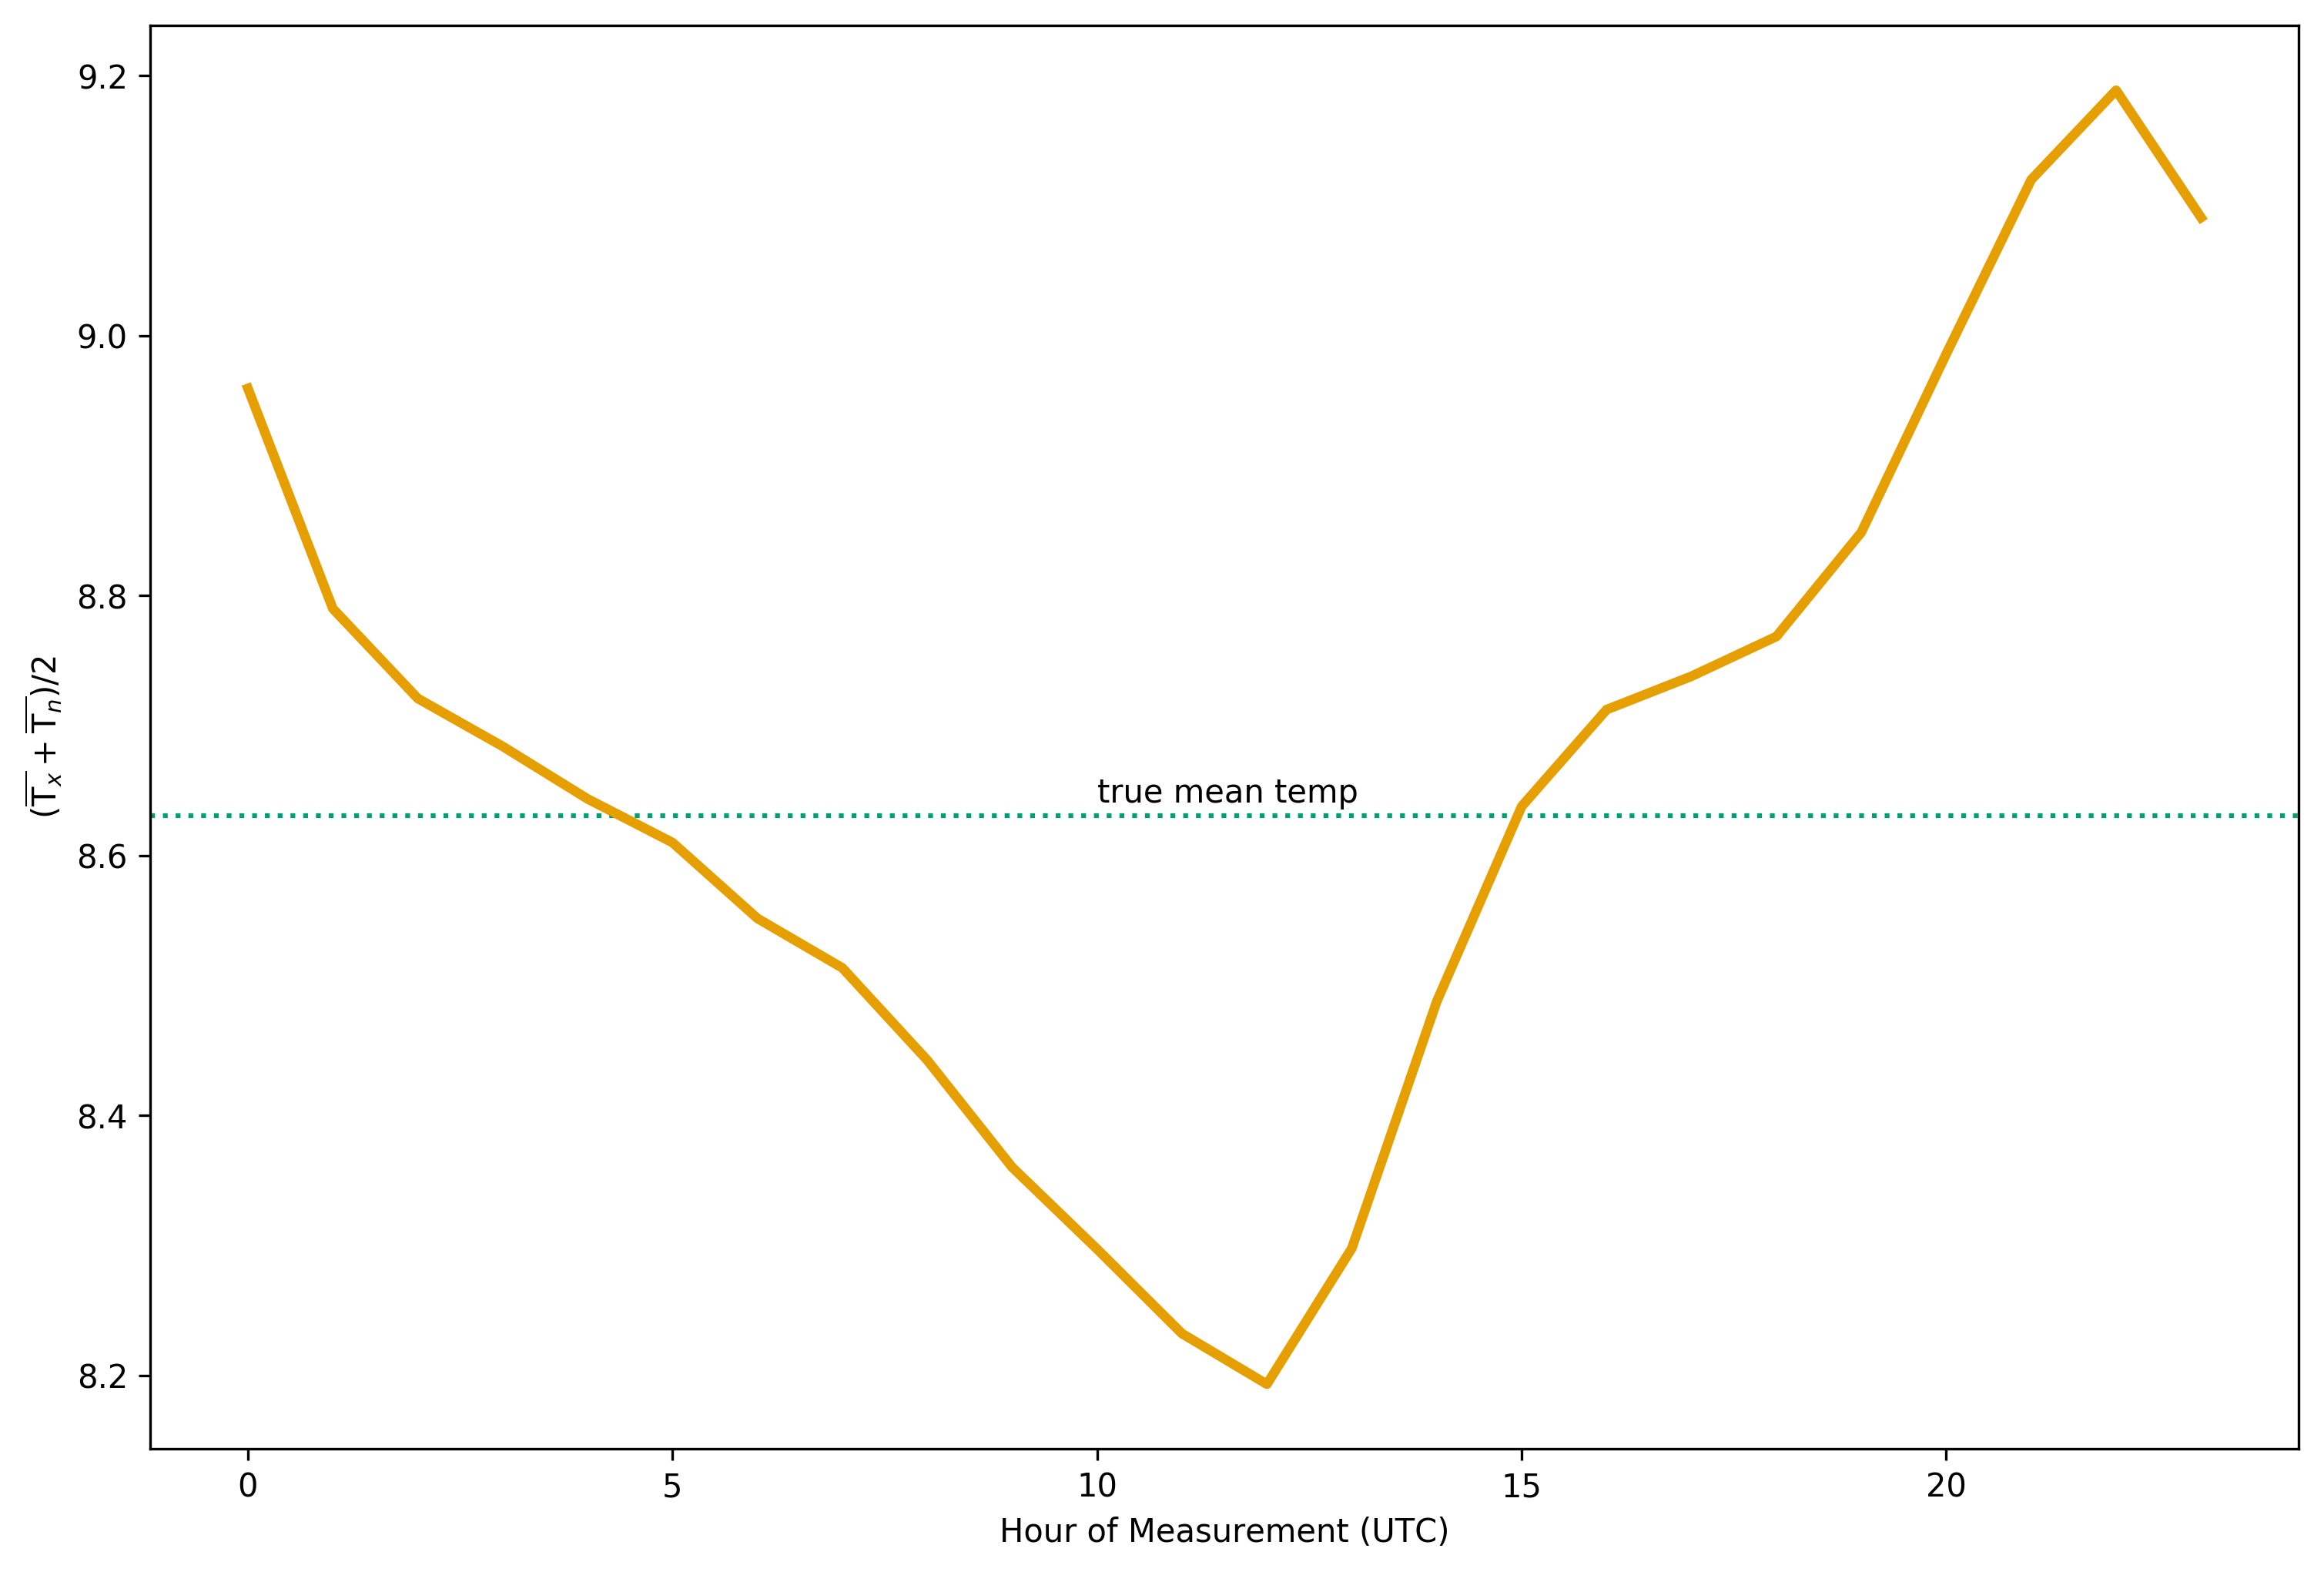 9.2
9.0
8.8
8.6
8.4
8.2
(T̅ₓ + T̅ₙ)/2
true mean temp
0 5 10 15 20
Hour of Measurement (UTC)